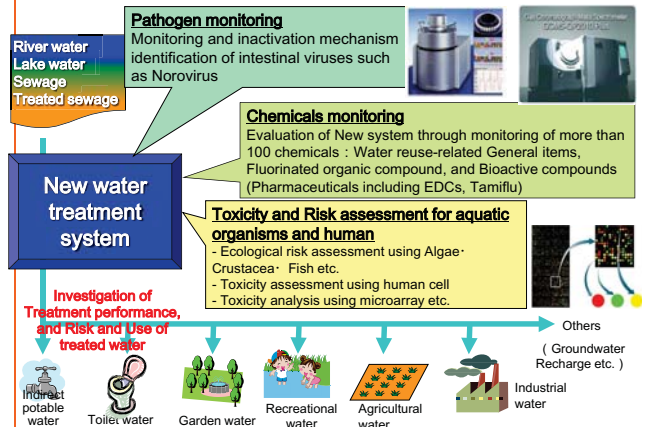 Pathogen monitoring
Monitoring and inactivation mechanism
identification of intestinal viruses such
as Norovirus
River water
Lake water
Sewage
Treated sewage
Chemicals monitoring
Evaluation of New system through monitoring of more than
100 chemicals：Water reuse-related General items,
Fluorinated organic compound, and Bioactive compounds
(Pharmaceuticals including EDCs, Tamiflu)
New water
treatment
system
Toxicity and Risk assessment for aquatic
organisms and human
- Ecological risk assessment using Algae・
Crustacea・ Fish etc.
- Toxicity assessment using human cell
- Toxicity analysis using microarray etc.
Investigation of
Treatment performance,
and Risk and Use of
treated water
Others
( Groundwater
Recharge etc. )
Indirect
potable
water
Toilet water
Garden water
Recreational
water
Agricultural
water
Industrial
water